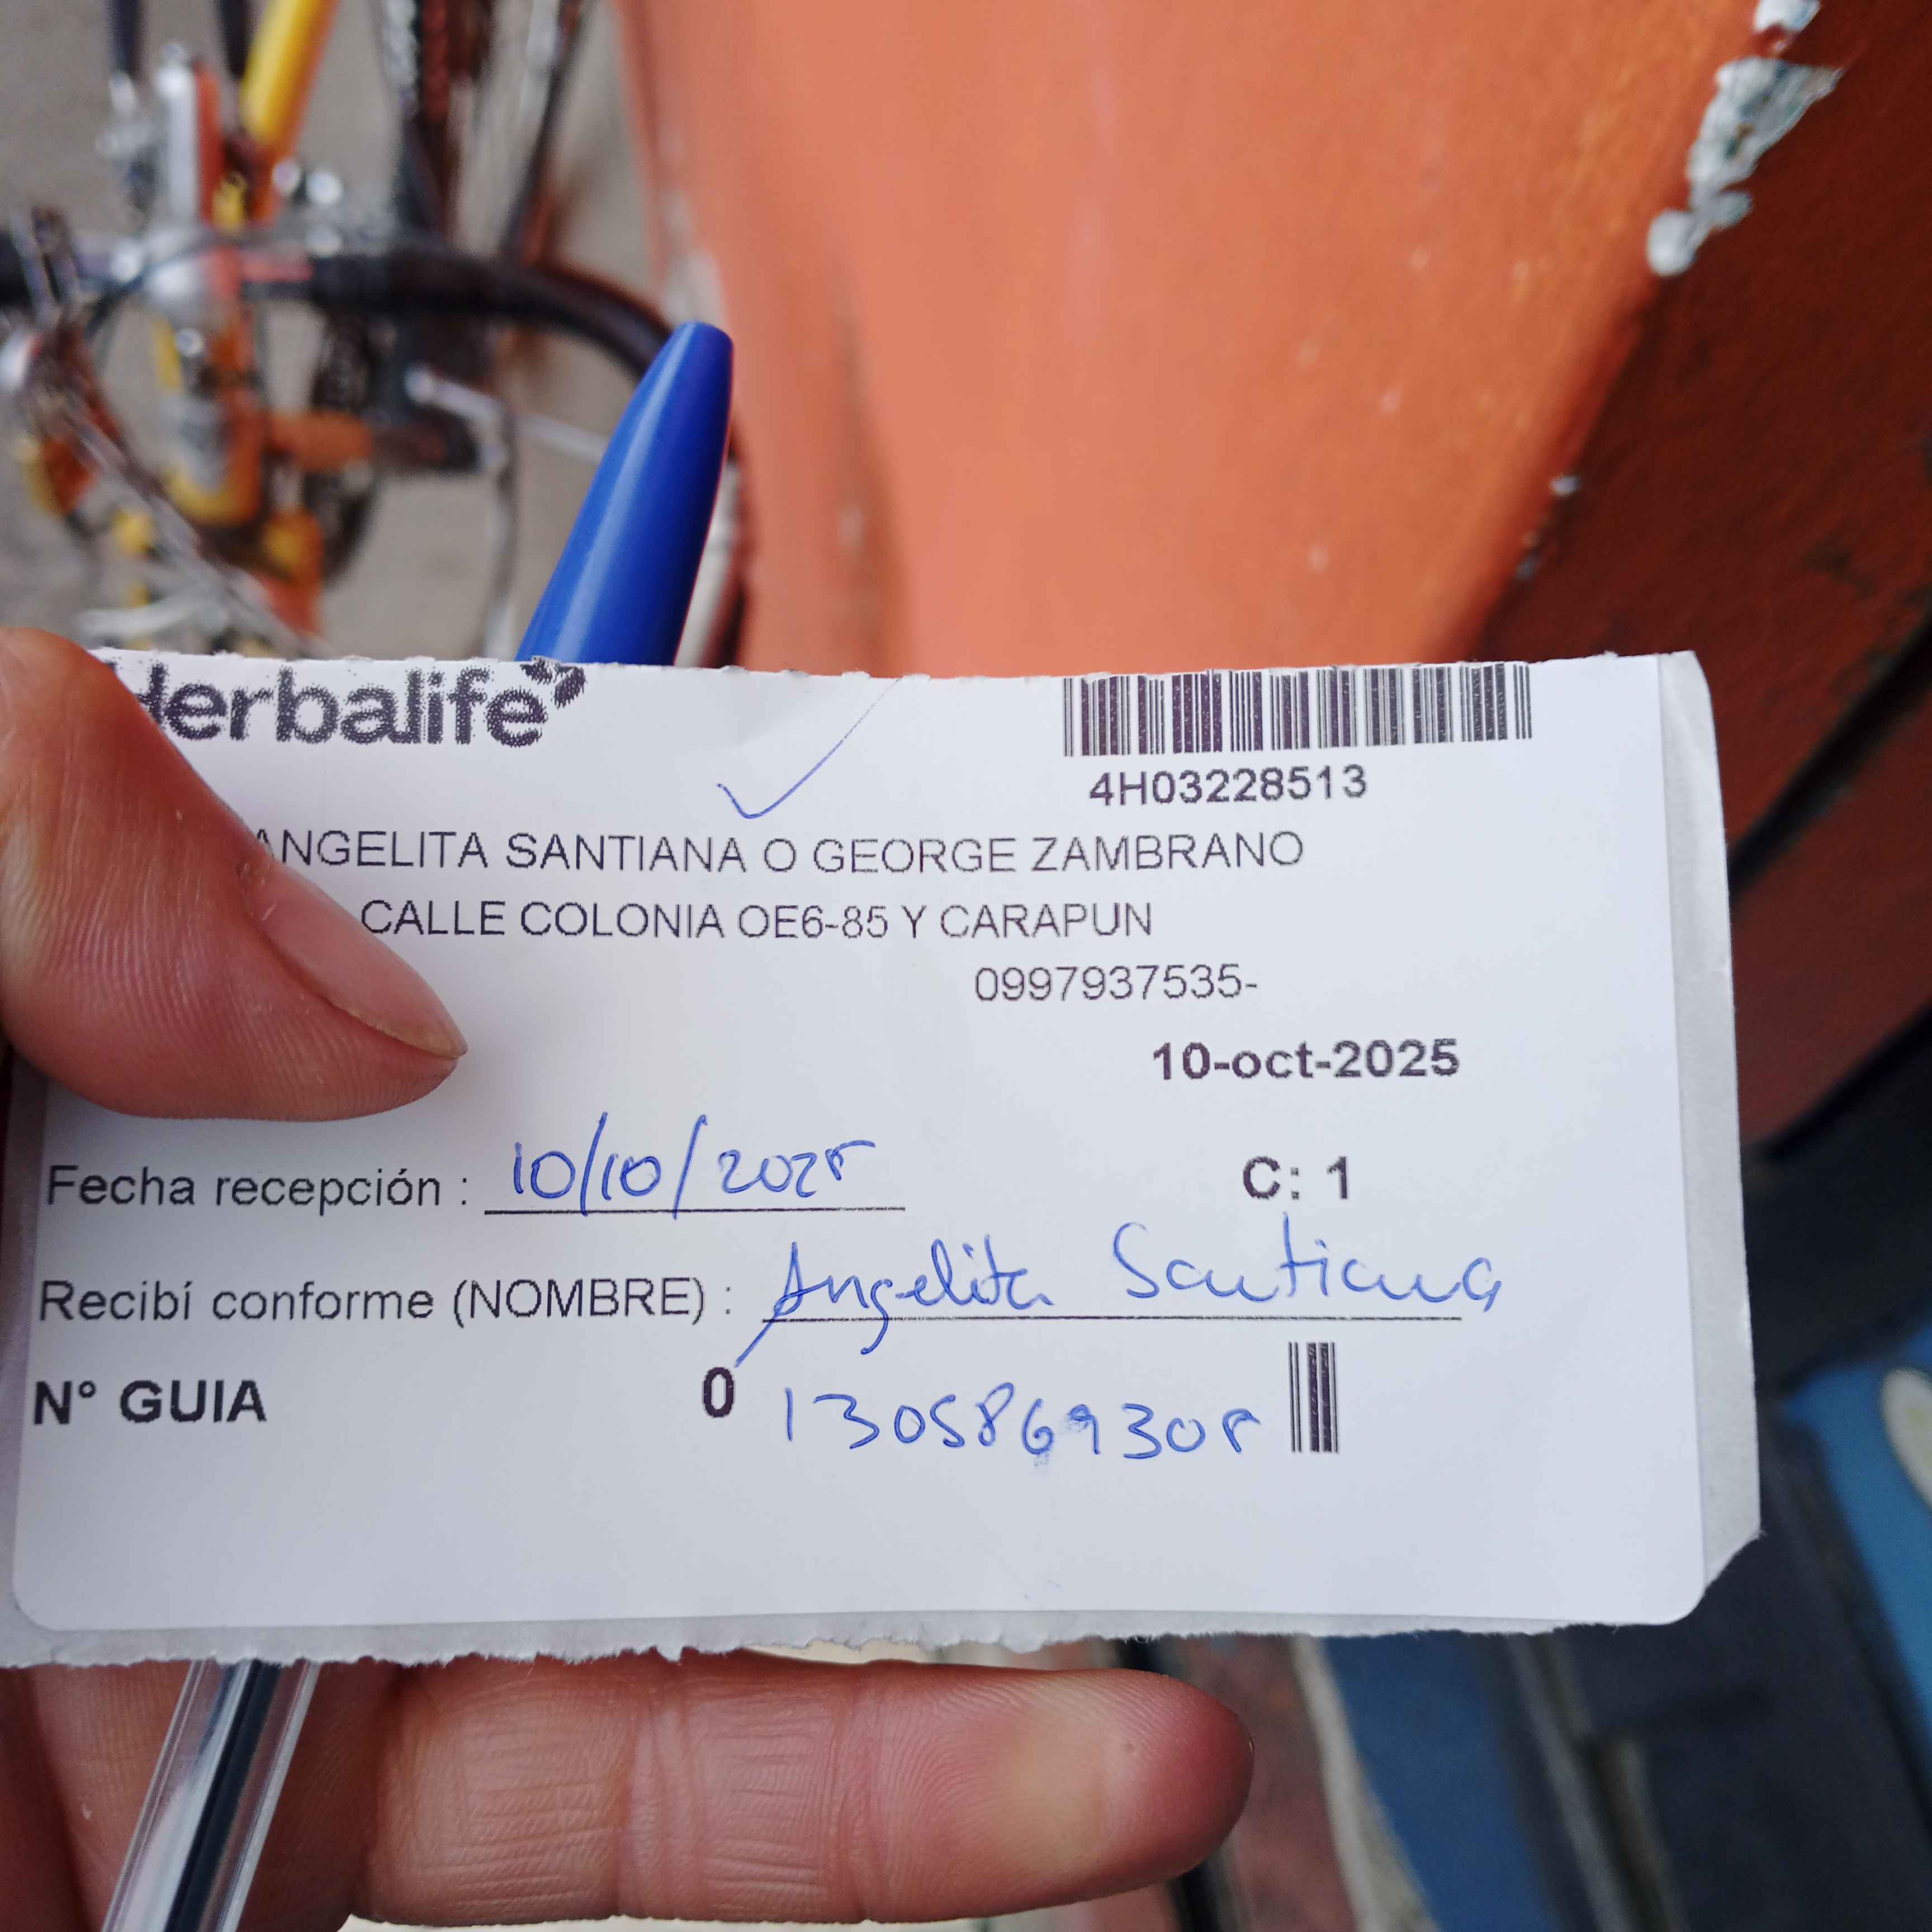 Herbalife
4H03228513
ANGELITA SANTIANA O GEORGE ZAMBRANO
CALLE COLONIA OE6-85 Y CARAPUN
0997937535-
10-oct-2025
Fecha recepción : 10/10/2025
C: 1
Recibí conforme (NOMBRE) : Angelita Santiana
N° GUIA 0 1305869305